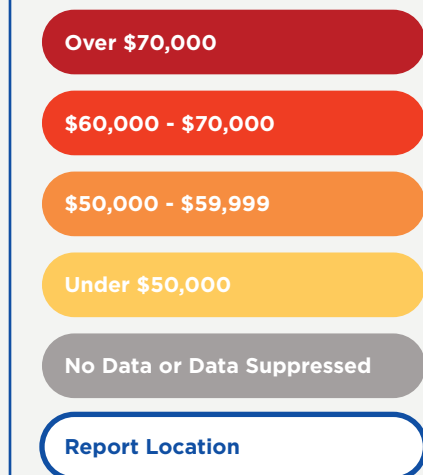 Over $70,000
$60,000 - $70,000
$50,000 - $59,999
Under $50,000
No Data or Data Suppressed
Report Location